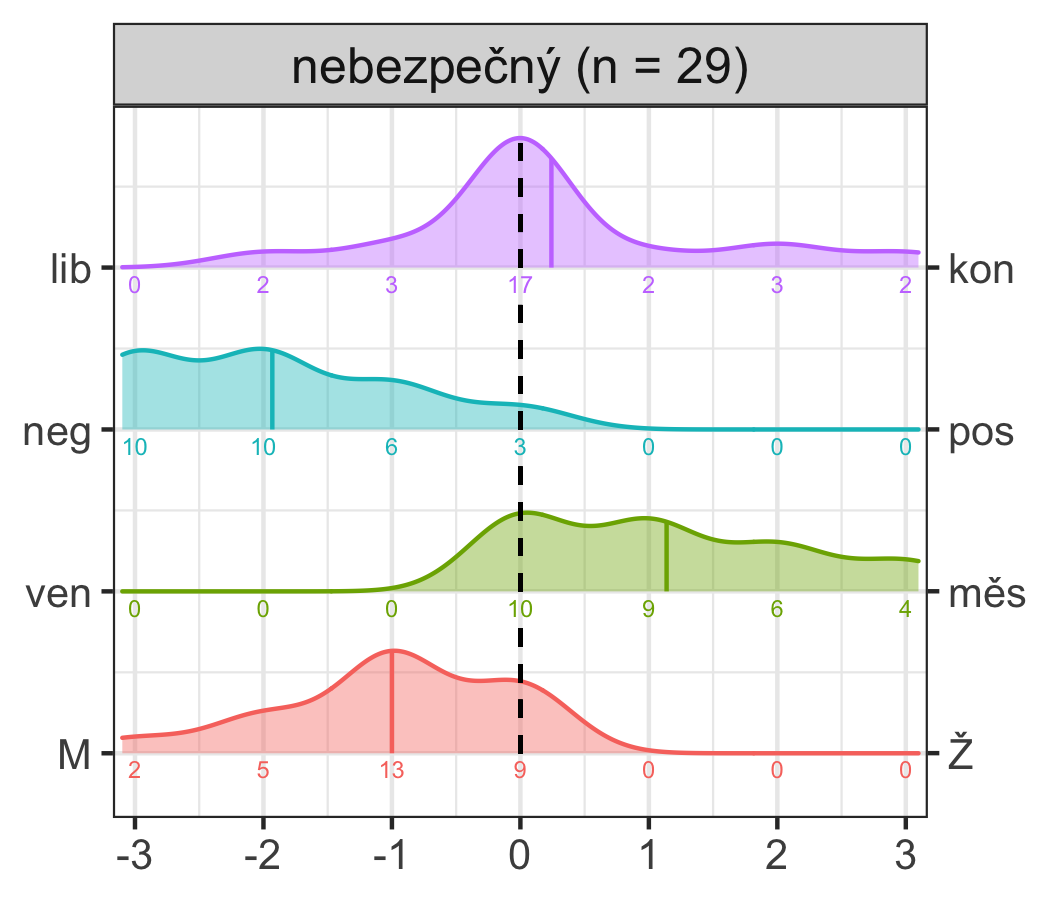 nebezpečný (n = 29)
lib kon
0 2 3 17 2 3 2
neg pos
10 10 6 3 0 0 0
ven měs
0 0 0 10 9 6 4
M Ž
2 5 13 9 0 0 0
-3 -2 -1 0 1 2 3